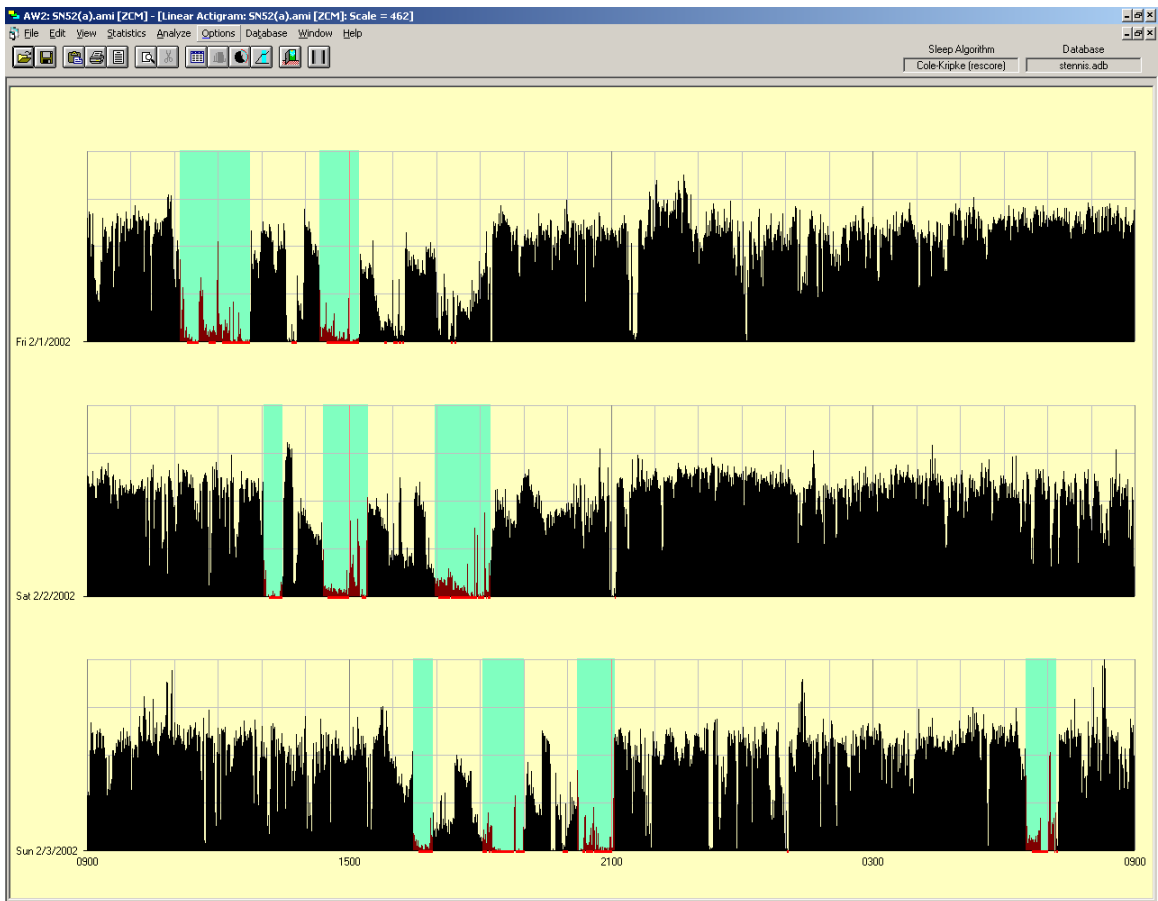 AW2: SN52(a).ami [ZCM] - [Linear Actigram: SN52(a).ami [ZCM]: Scale = 462]
File Edit View Statistics Analyze Options Database Window Help
Sleep Algorithm Database
Cole-Kripke (rescore) stennis.adb
Fri 2/1/2002
Sat 2/2/2002
Sun 2/3/2002
0900 1500 2100 0300 0900